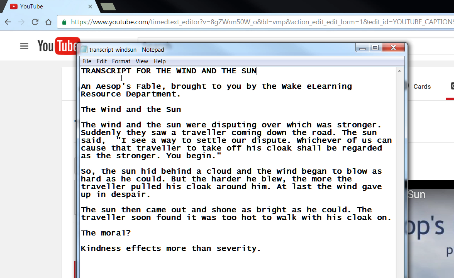 YouTube
https://www.youtube.com/timedtext_editor?v=8gZWom50W_o&tbl=vmp&action_edit_edit_form=1&edit_id=YOUTUBE_CAPTION
YouTube
transcript windsun - Notepad
File Edit Format View Help
TRANSCRIPT FOR THE WIND AND THE SUN
An Aesop's Fable, brought to you by the Wake eLearning
Resource Department.
The Wind and the Sun
The wind and the sun were disputing over which was stronger.
Suddenly they saw a traveller coming down the road. The sun
said, "I see a way to settle our dispute. Whichever of us can
cause that traveller to take off his cloak shall be regarded
as the stronger. You begin."
So, the sun hid behind a cloud and the wind began to blow as
hard as he could. But the harder he blew, the more the
traveller pulled his cloak around him. At last the wind gave
up in despair.
The sun then came out and shone as bright as he could. The
traveller soon found it was too hot to walk with his cloak on.
The moral?
Kindness effects more than severity.
Cards
Sun
op's